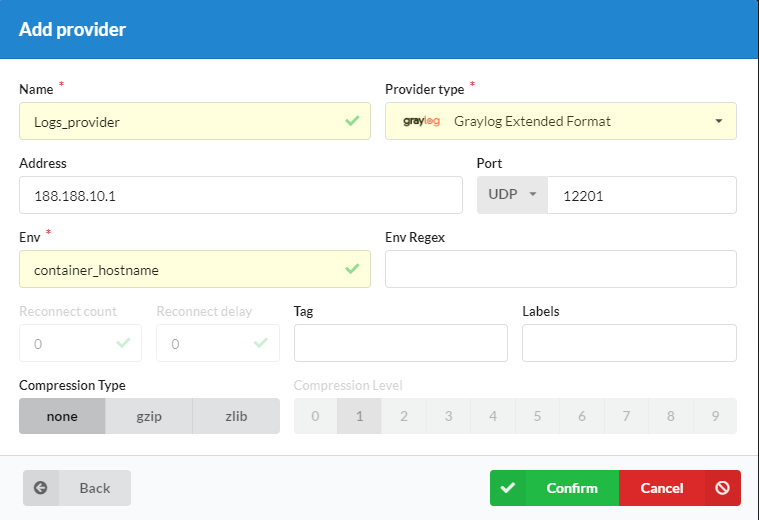 Add provider
Name * Provider type *
Logs_provider graylog Graylog Extended Format
Address Port
188.188.10.1 UDP 12201
Env * Env Regex
container_hostname
Reconnect count Reconnect delay Tag Labels
0 0
Compression Type Compression Level
none gzip zlib 0 1 2 3 4 5 6 7 8 9
Back Confirm Cancel